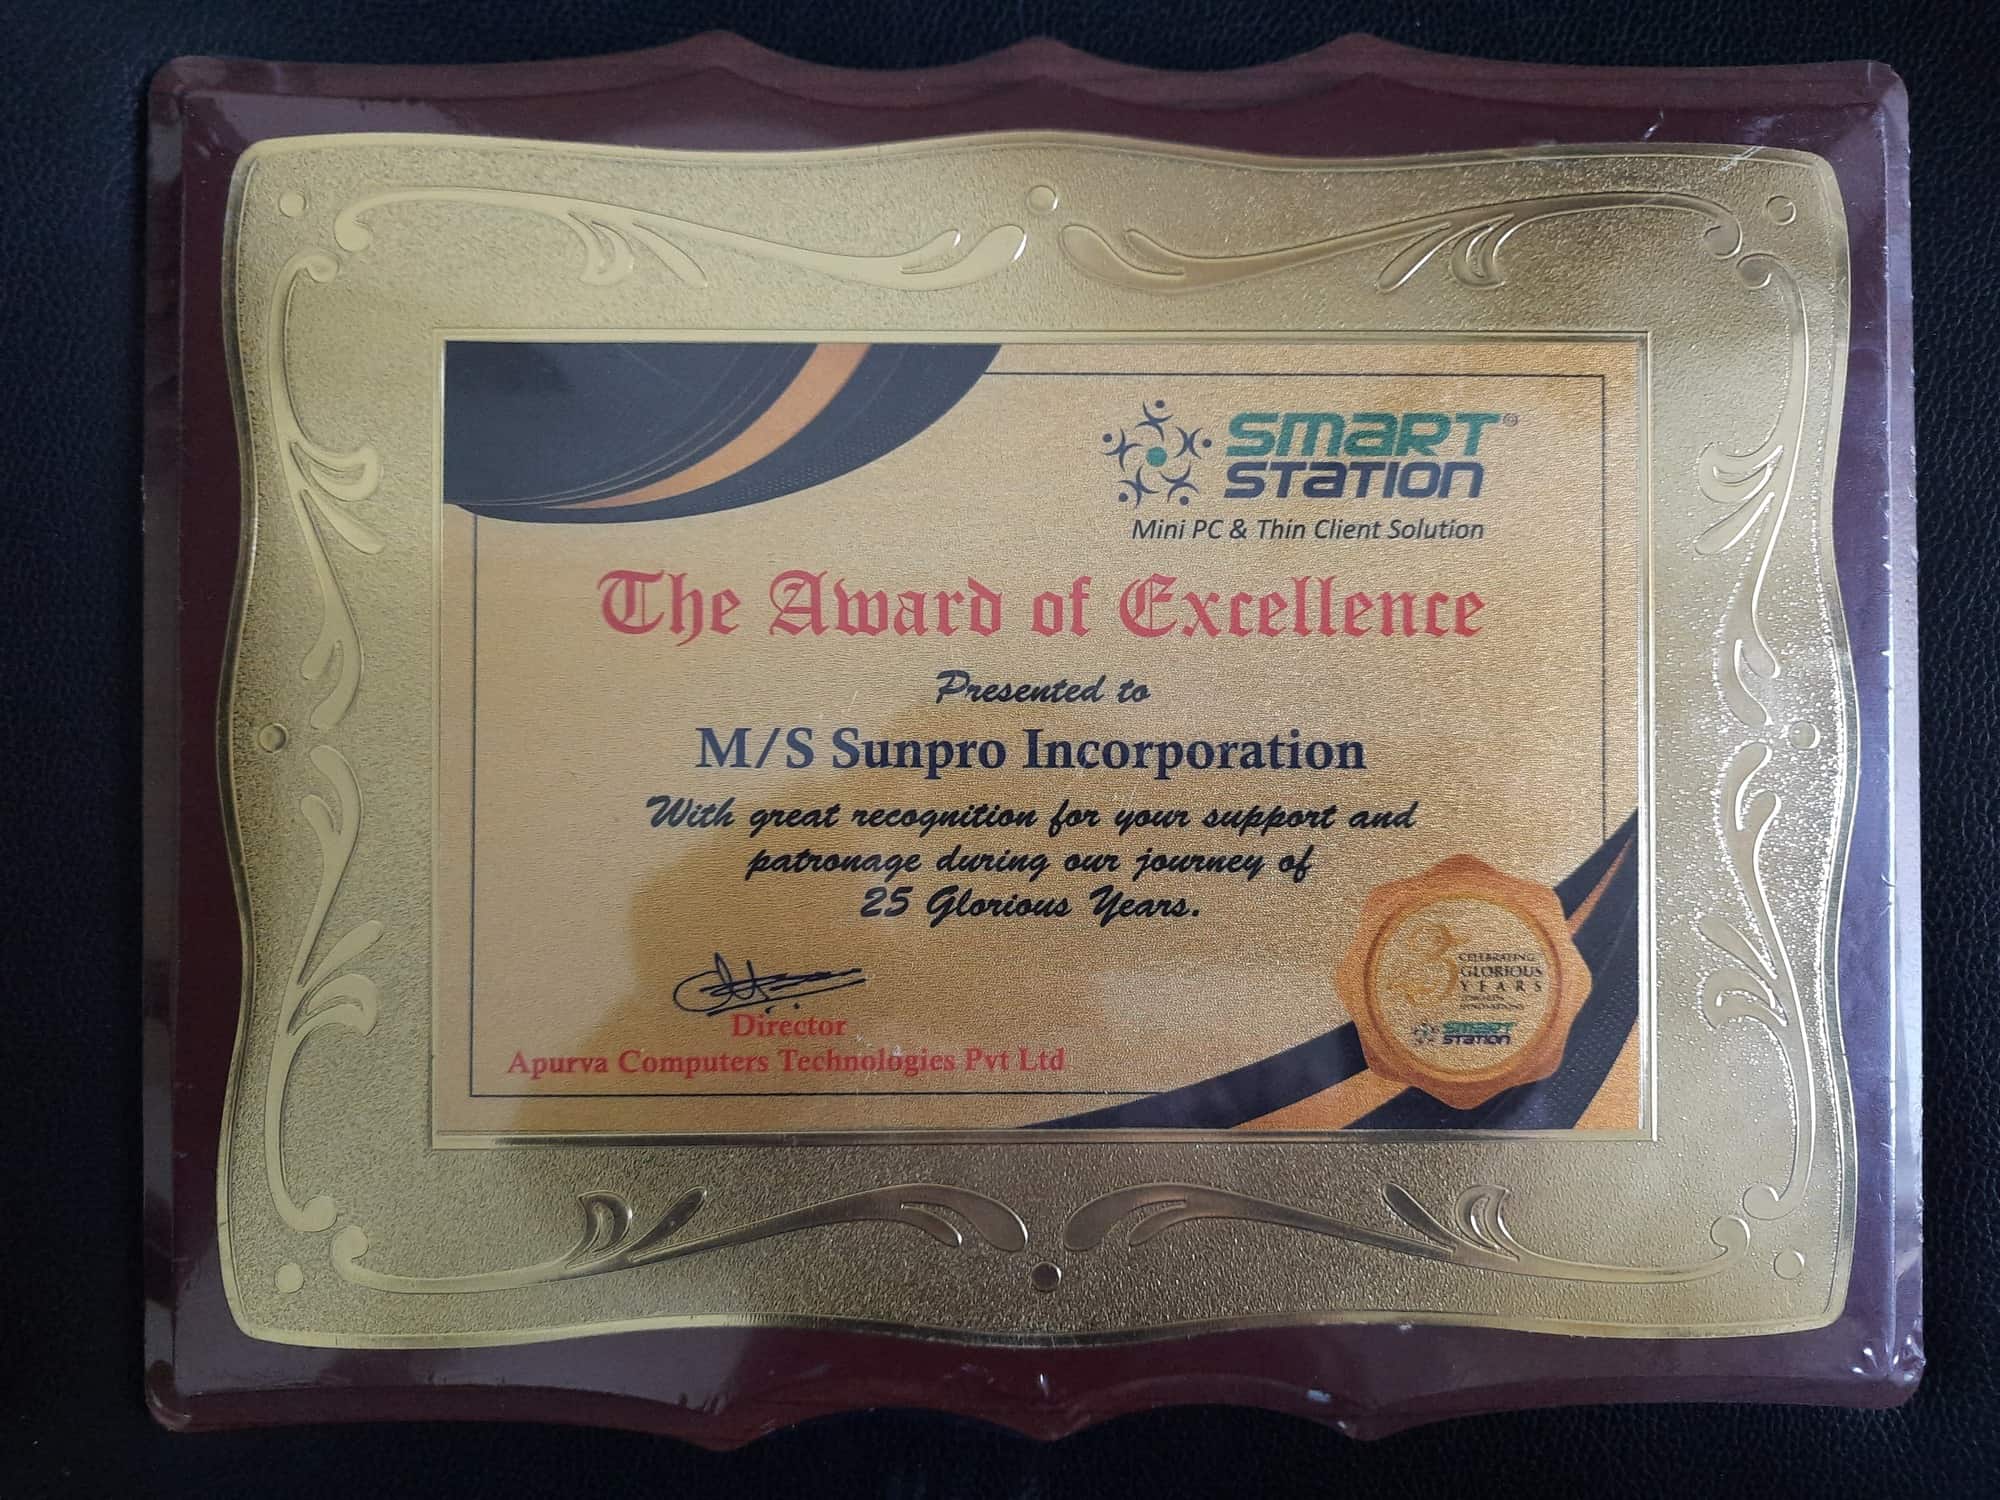 SMART®
STATION
Mini PC & Thin Client Solution
The Award of Excellence
Presented to
M/S Sunpro Incorporation
With great recognition for your support and
patronage during our journey of
25 Glorious Years.
Director
Apurva Computers Technologies Pvt Ltd
CELEBRATING
GLORIOUS
YEARS
SMART
STATION